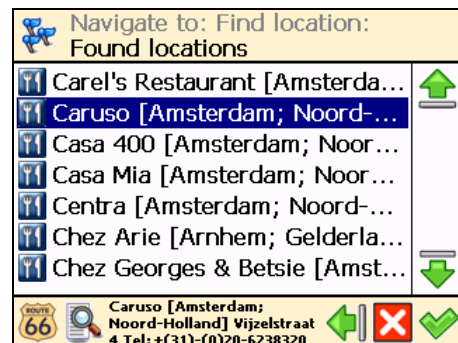 Navigate to: Find location:
Found locations
Carel's Restaurant [Amsterda...
Caruso [Amsterdam; Noord-...
Casa 400 [Amsterdam; Noor...
Casa Mia [Amsterdam; Noor...
Centra [Amsterdam; Noord-...
Chez Arie [Arnhem; Gelderla...
Chez Georges & Betsie [Amst...
ROUTE
66
Caruso [Amsterdam;
Noord-Holland] Vijzelstraat
4 Tel: +(31)-(0)20-6238320